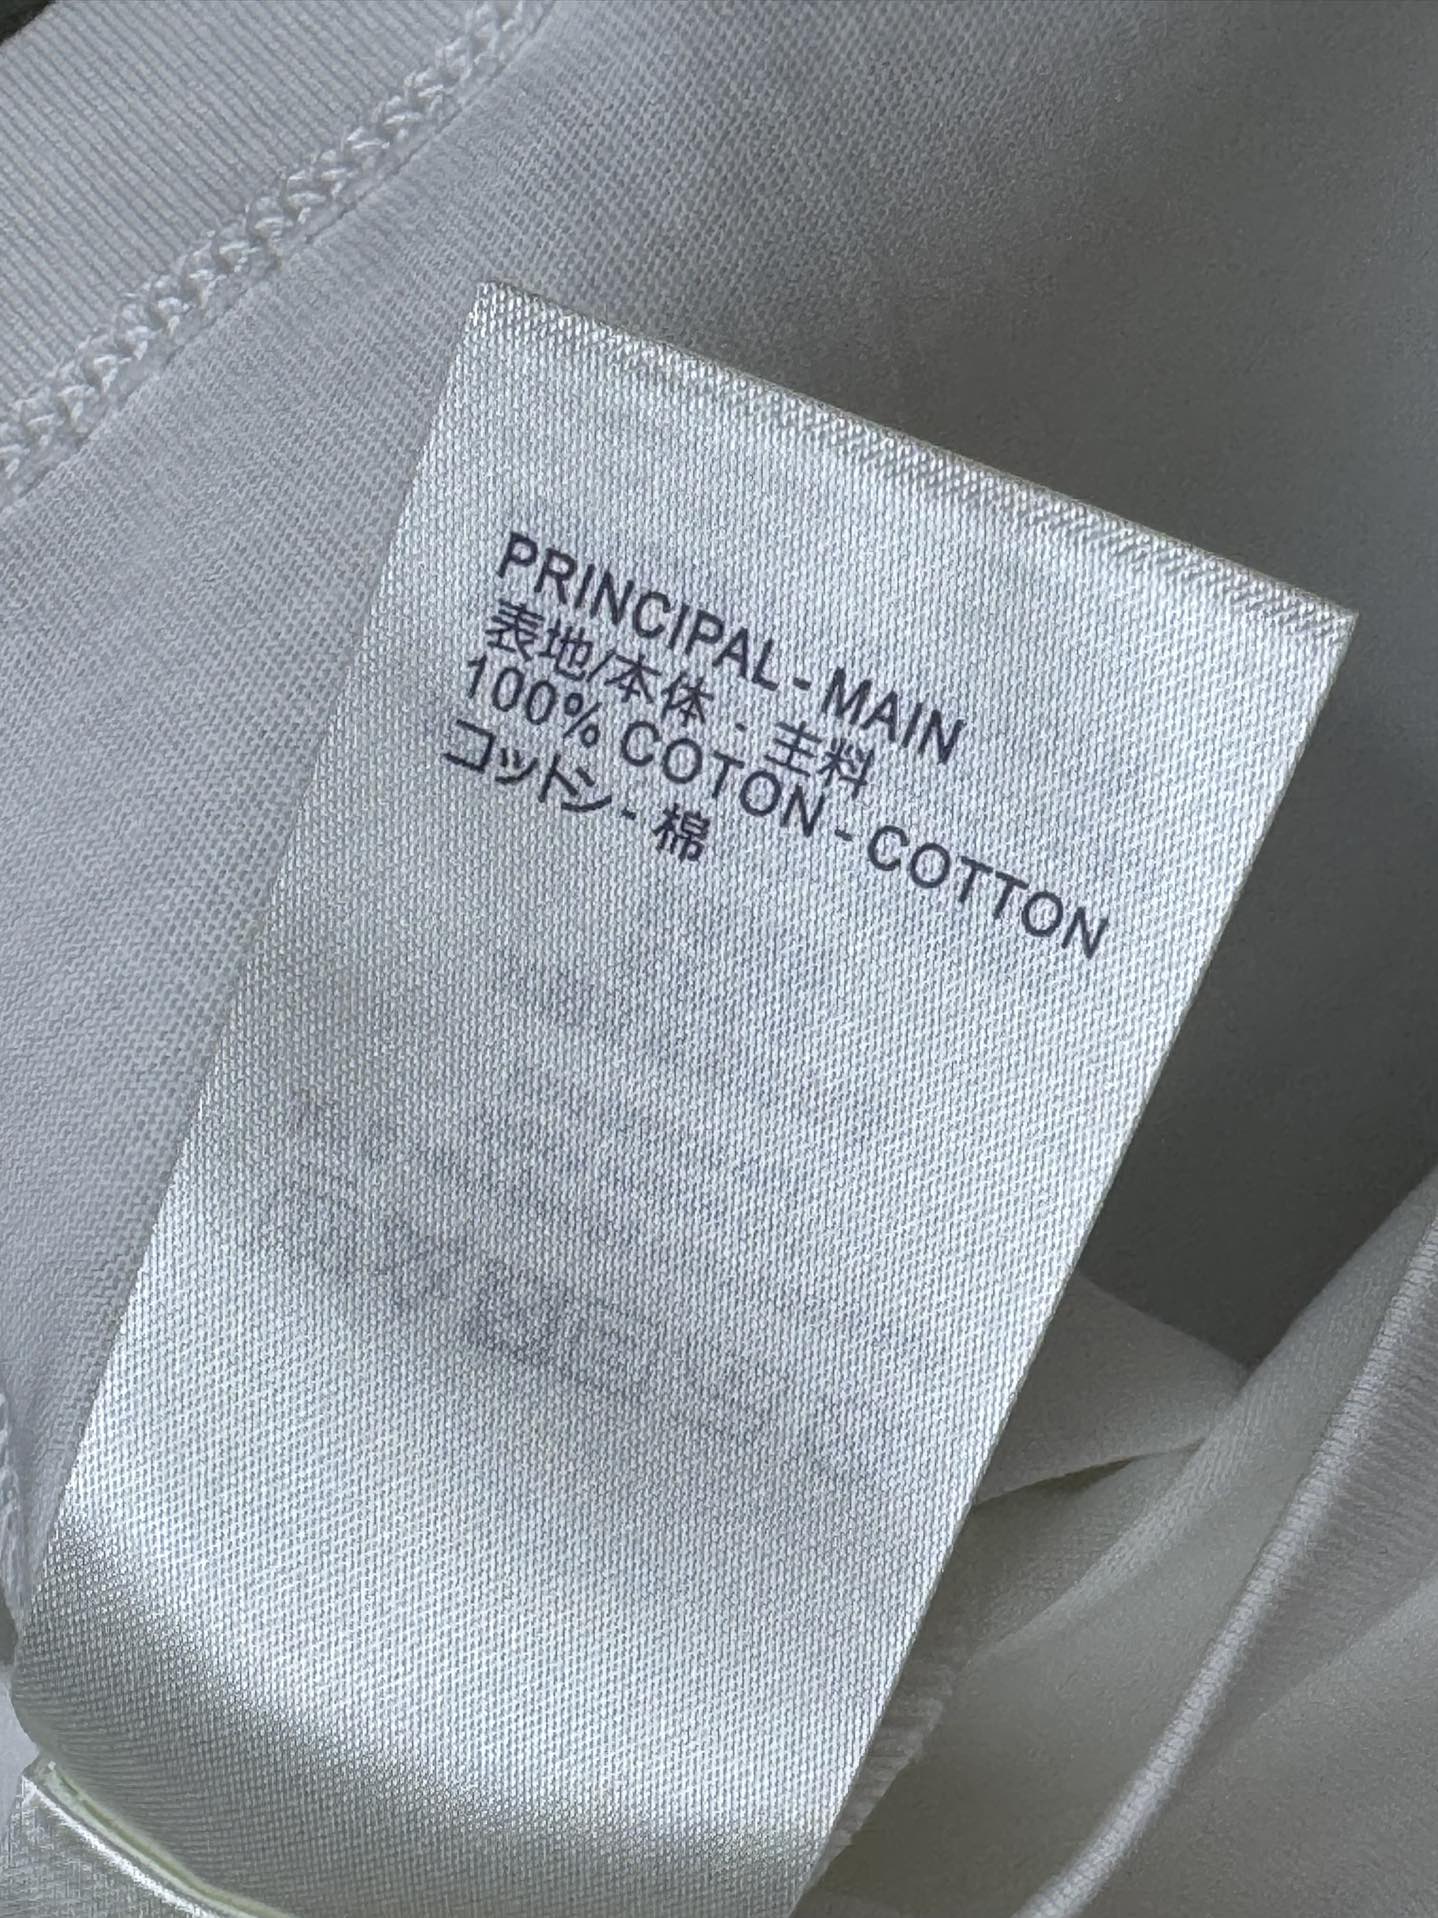 PRINCIPAL - MAIN
表地/本体 - 主料
100% COTON - COTTON
コットン - 棉